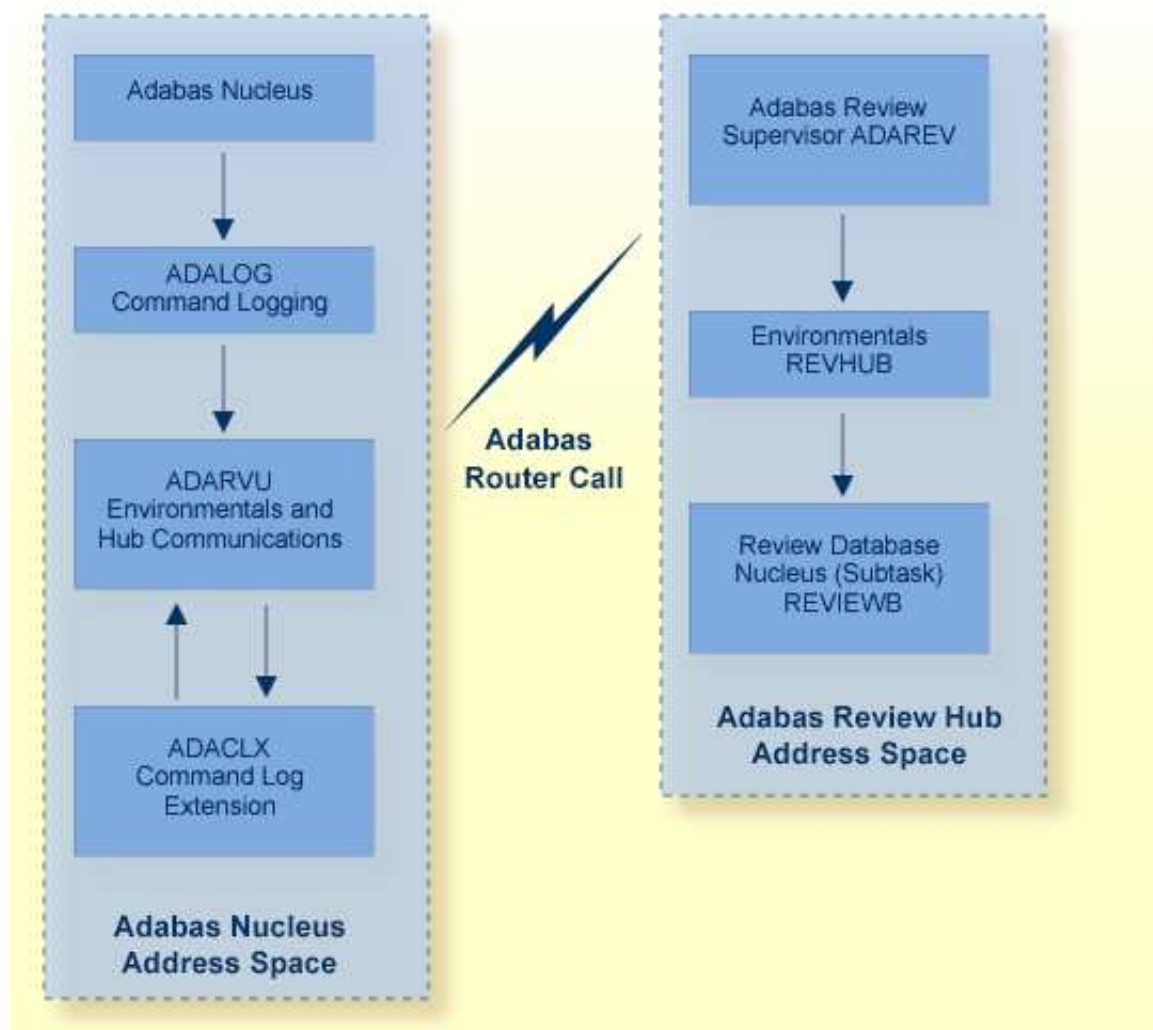 Adabas Nucleus
ADALOG
Command Logging
ADARVU
Environmentals and
Hub Communications
ADACLX
Command Log
Extension
Adabas Nucleus
Address Space
Adabas
Router Call
Adabas Review
Supervisor ADAREV
Environmentals
REVHUB
Review Database
Nucleus (Subtask)
REVIEWB
Adabas Review Hub
Address Space